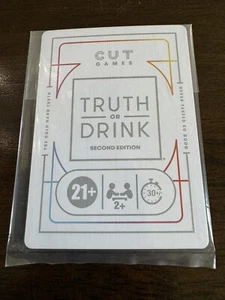 CUT
GAMES
TRUTH
OR
DRINK
SECOND EDITION
21+
2+
30+